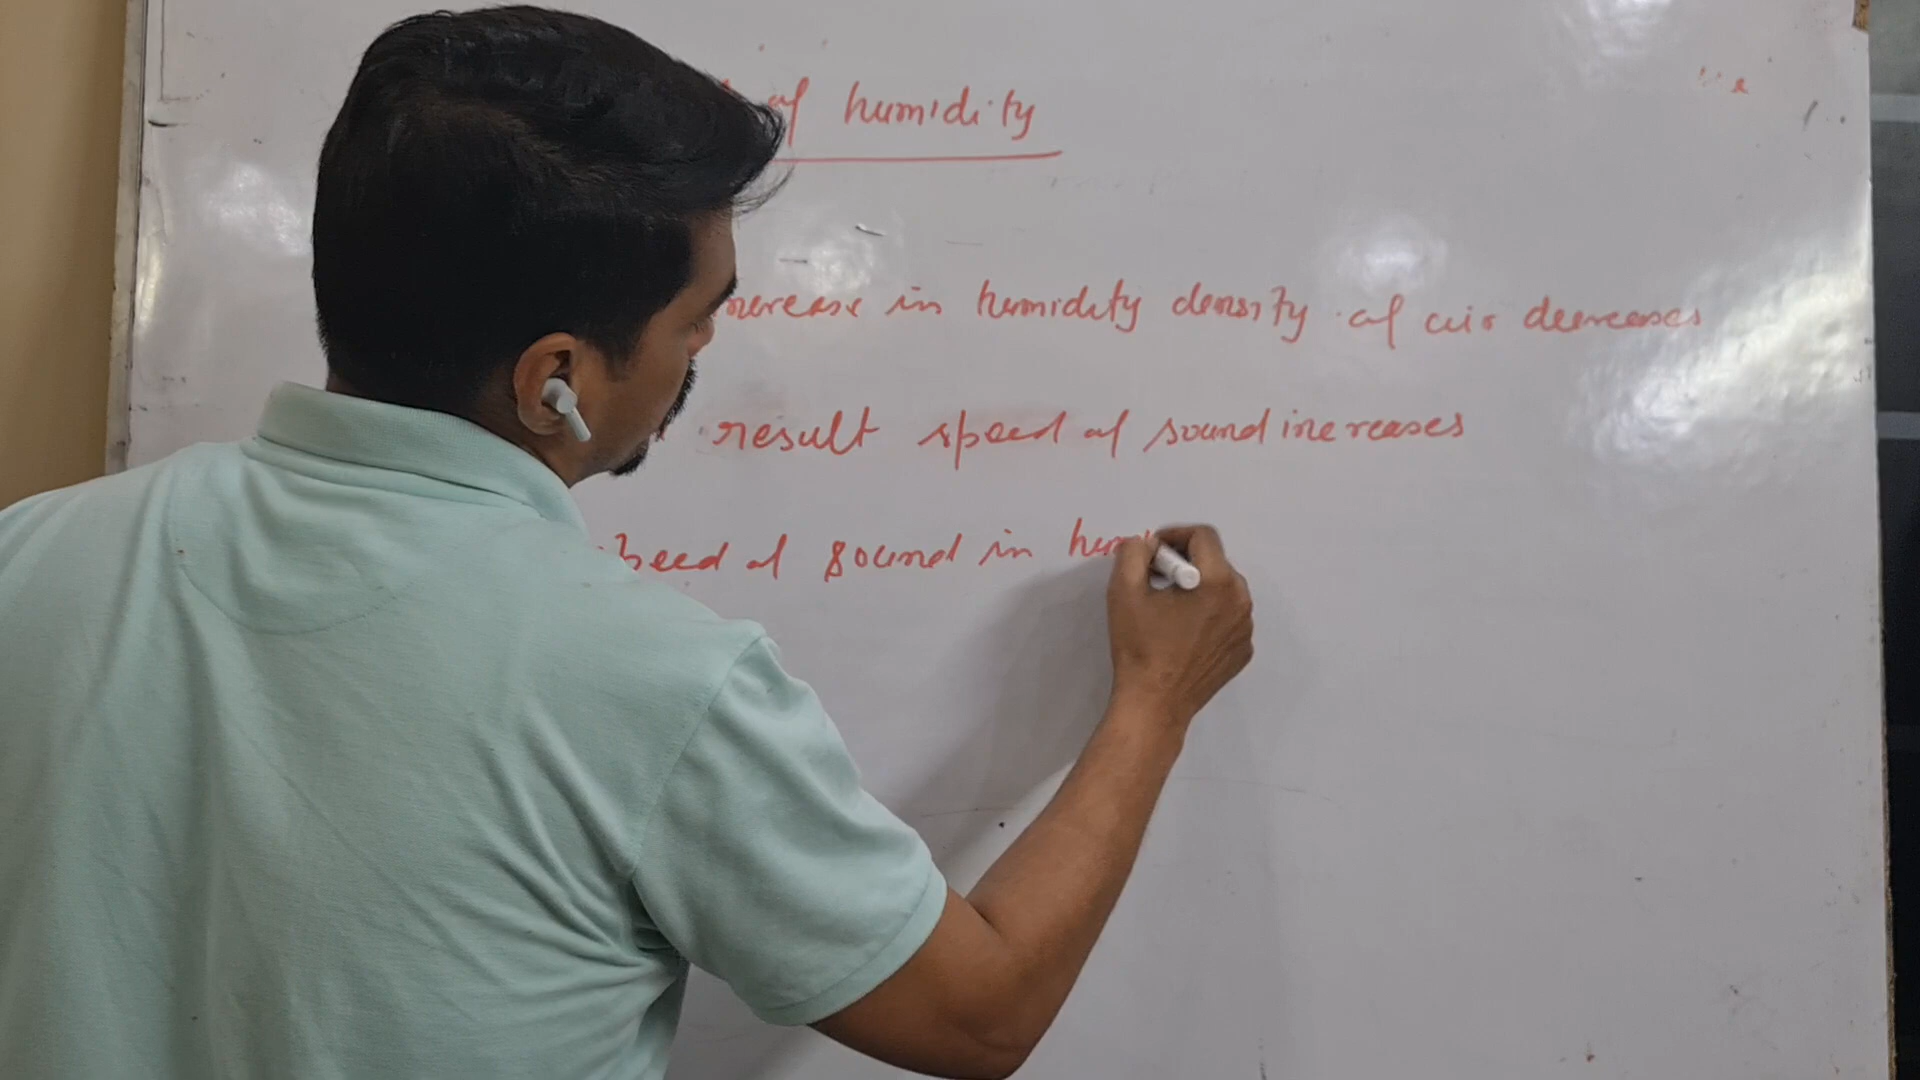 of humidity
increase in humidity density of air decreases
result speed of sound increases
speed of sound in hum